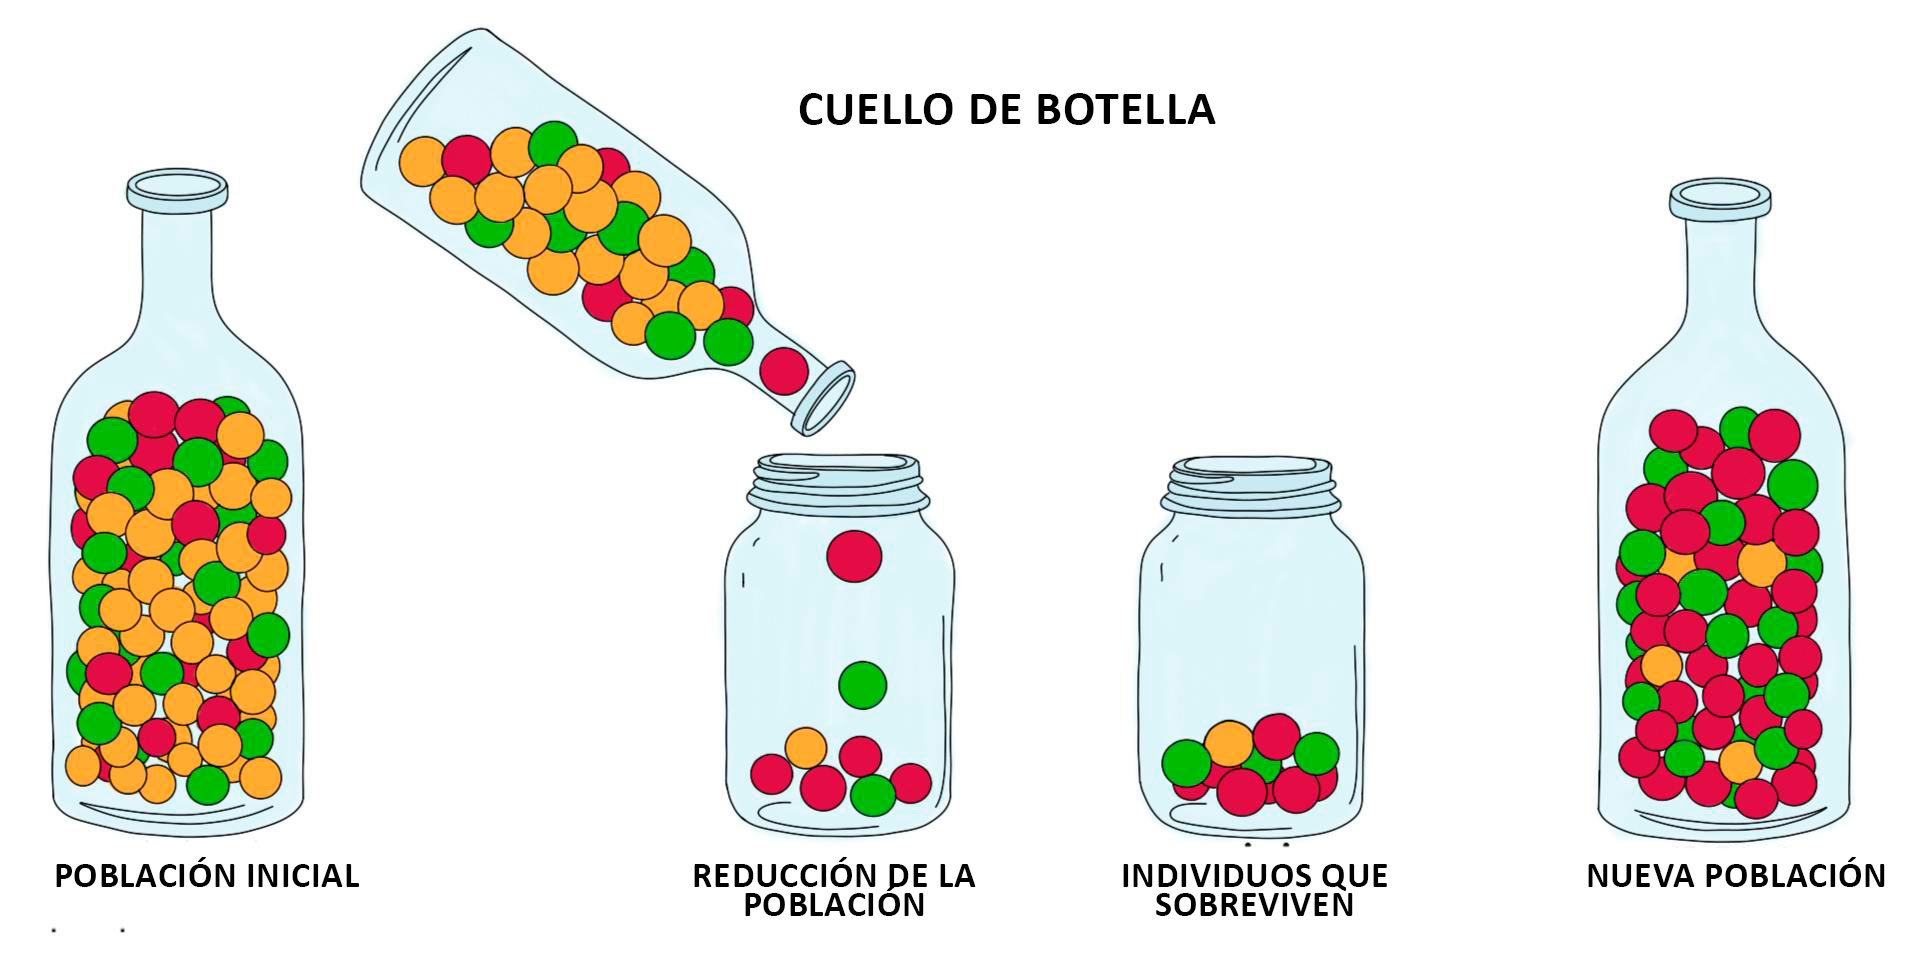 CUELLO DE BOTELLA
POBLACIÓN INICIAL
REDUCCIÓN DE LA
POBLACIÓN
INDIVIDUOS QUE
SOBREVIVEN
NUEVA POBLACIÓN